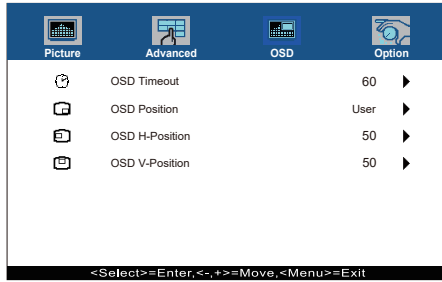 Picture Advanced OSD Option
OSD Timeout 60
OSD Position User
OSD H-Position 50
OSD V-Position 50
<Select>=Enter,<-,+>=Move,<Menu>=Exit